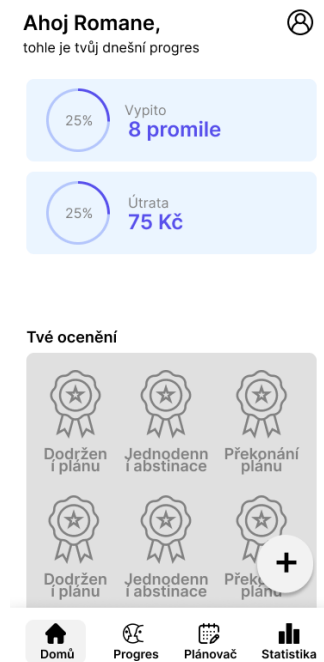 Ahoj Romane,
tohle je tvůj dnešní progres
25%
Vypito
8 promile
25%
Útrata
75 Kč
Tvé ocenění
Dodržen
í plánu
Jednodenn
í abstinace
Překonání
plánu
Dodržen
í plánu
Jednodenn
í abstinace
plánu
Domů
Progres
Plánovač
Statistika